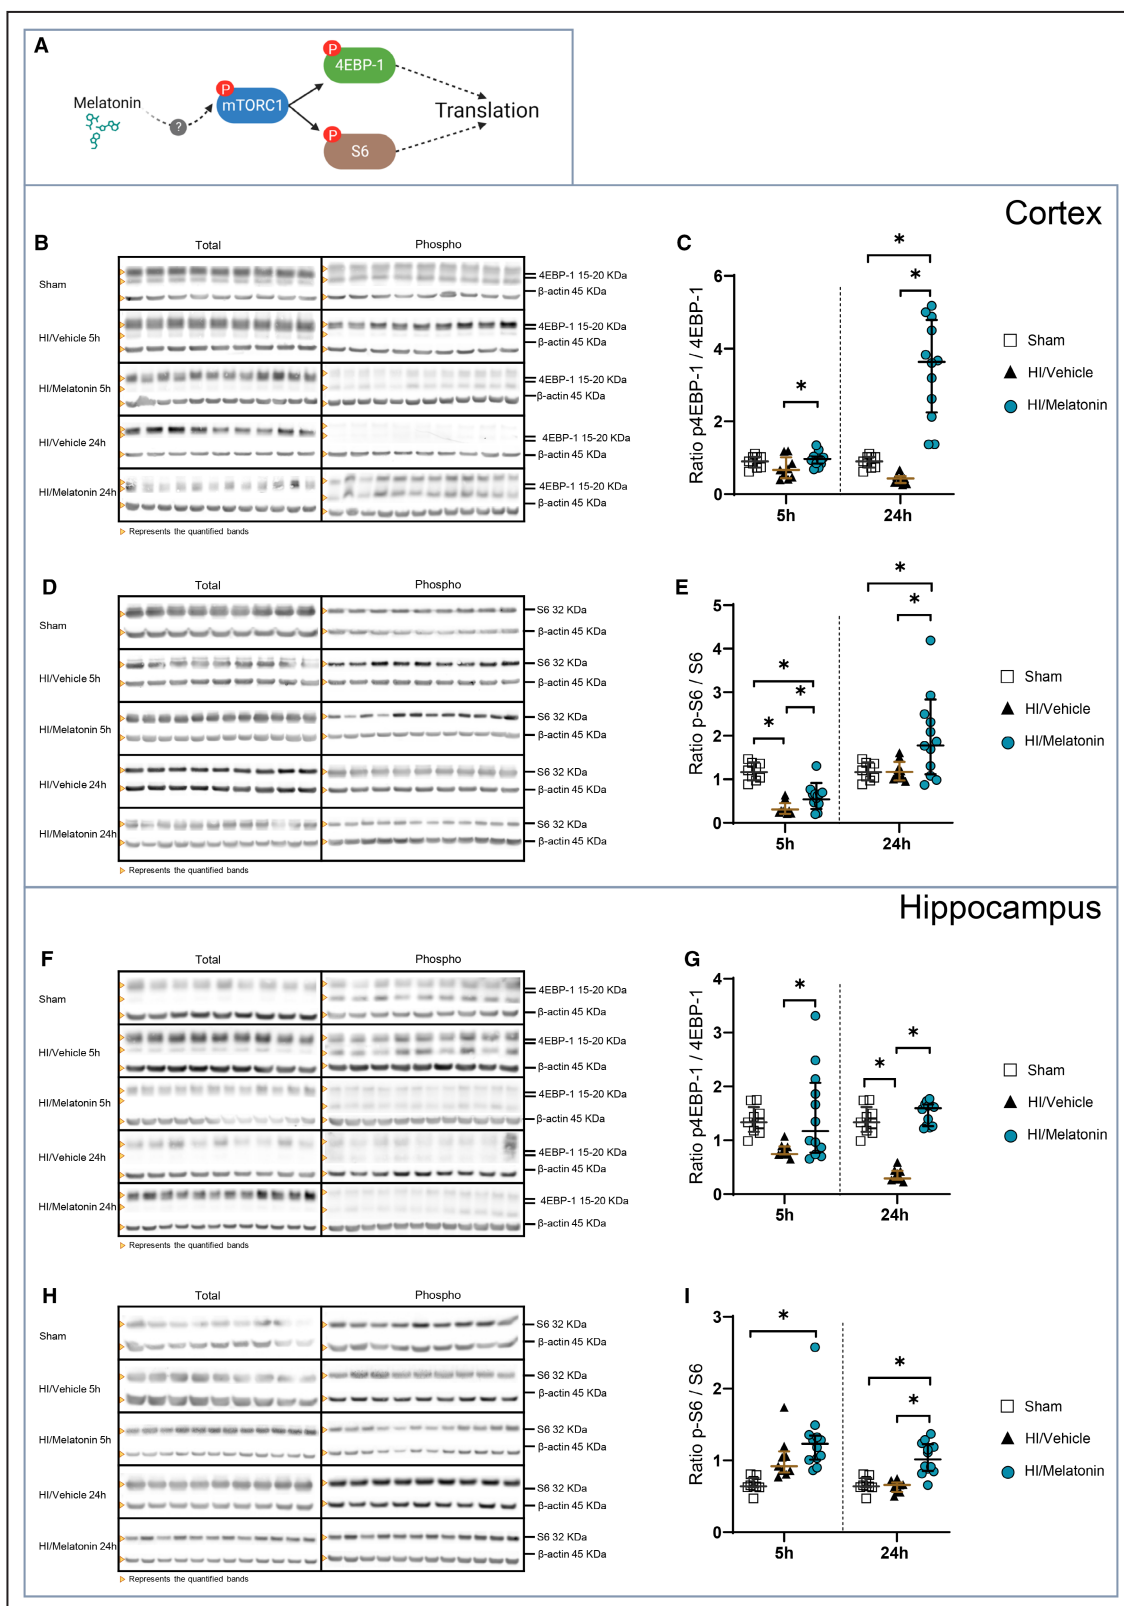 A
Melatonin
?
P
mTORC1
P
4EBP-1
P
S6
Translation
Cortex
B
Total
Phospho
Sham
4EBP-1 15-20 KDa
β-actin 45 KDa
HI/Vehicle 5h
4EBP-1 15-20 KDa
β-actin 45 KDa
HI/Melatonin 5h
4EBP-1 15-20 KDa
β-actin 45 KDa
HI/Vehicle 24h
4EBP-1 15-20 KDa
β-actin 45 KDa
HI/Melatonin 24h
4EBP-1 15-20 KDa
β-actin 45 KDa
Represents the quantified bands
C
Ratio p4EBP-1 / 4EBP-1
6
4
2
0
*
*
*
5h
24h
Sham
HI/Vehicle
HI/Melatonin
D
Total
Phospho
Sham
S6 32 KDa
β-actin 45 KDa
HI/Vehicle 5h
S6 32 KDa
β-actin 45 KDa
HI/Melatonin 5h
S6 32 KDa
β-actin 45 KDa
HI/Vehicle 24h
S6 32 KDa
β-actin 45 KDa
HI/Melatonin 24h
S6 32 KDa
β-actin 45 KDa
Represents the quantified bands
E
Ratio p-S6 / S6
5
4
3
2
1
0
*
*
*
*
*
5h
24h
Sham
HI/Vehicle
HI/Melatonin
Hippocampus
F
Total
Phospho
Sham
4EBP-1 15-20 KDa
β-actin 45 KDa
HI/Vehicle 5h
4EBP-1 15-20 KDa
β-actin 45 KDa
HI/Melatonin 5h
4EBP-1 15-20 KDa
β-actin 45 KDa
HI/Vehicle 24h
4EBP-1 15-20 KDa
β-actin 45 KDa
HI/Melatonin 24h
4EBP-1 15-20 KDa
β-actin 45 KDa
Represents the quantified bands
G
Ratio p4EBP-1 / 4EBP-1
4
3
2
1
0
*
*
*
5h
24h
Sham
HI/Vehicle
HI/Melatonin
H
Total
Phospho
Sham
S6 32 KDa
β-actin 45 KDa
HI/Vehicle 5h
S6 32 KDa
β-actin 45 KDa
HI/Melatonin 5h
S6 32 KDa
β-actin 45 KDa
HI/Vehicle 24h
S6 32 KDa
β-actin 45 KDa
HI/Melatonin 24h
S6 32 KDa
β-actin 45 KDa
Represents the quantified bands
I
Ratio p-S6 / S6
3
2
1
0
*
*
*
5h
24h
Sham
HI/Vehicle
HI/Melatonin